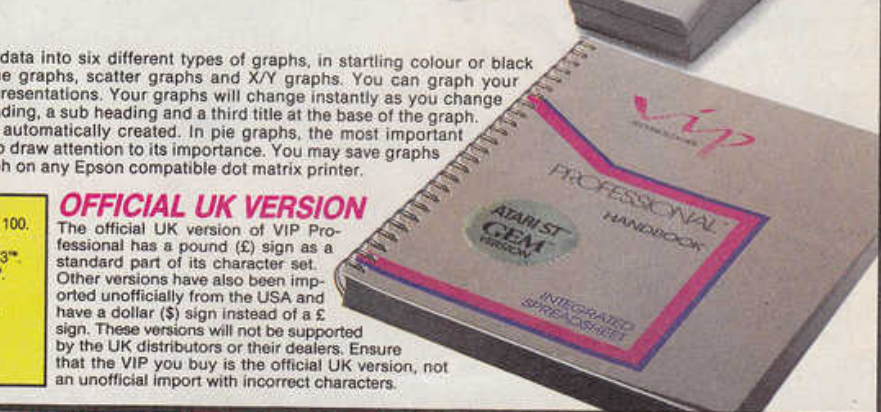 data into six different types of graphs, in startling colour or black
e graphs, scatter graphs and X/Y graphs. You can graph your
resentations. Your graphs will change instantly as you change
ding, a sub heading and a third title at the base of the graph.
automatically created. In pie graphs, the most important
o draw attention to its importance. You may save graphs
h on any Epson compatible dot matrix printer.
100.
3™.
OFFICIAL UK VERSION
The official UK version of VIP Pro-
fessional has a pound (£) sign as a
standard part of its character set.
Other versions have also been imp-
orted unofficially from the USA and
have a dollar ($) sign instead of a £
sign. These versions will not be supported
by the UK distributors or their dealers. Ensure
that the VIP you buy is the official UK version, not
an unofficial import with incorrect characters.
Vip
TECHNOLOGIES
PROFESSIONAL™
HANDBOOK
ATARI ST
GEM
VERSION
INTEGRATED
SPREADSHEET